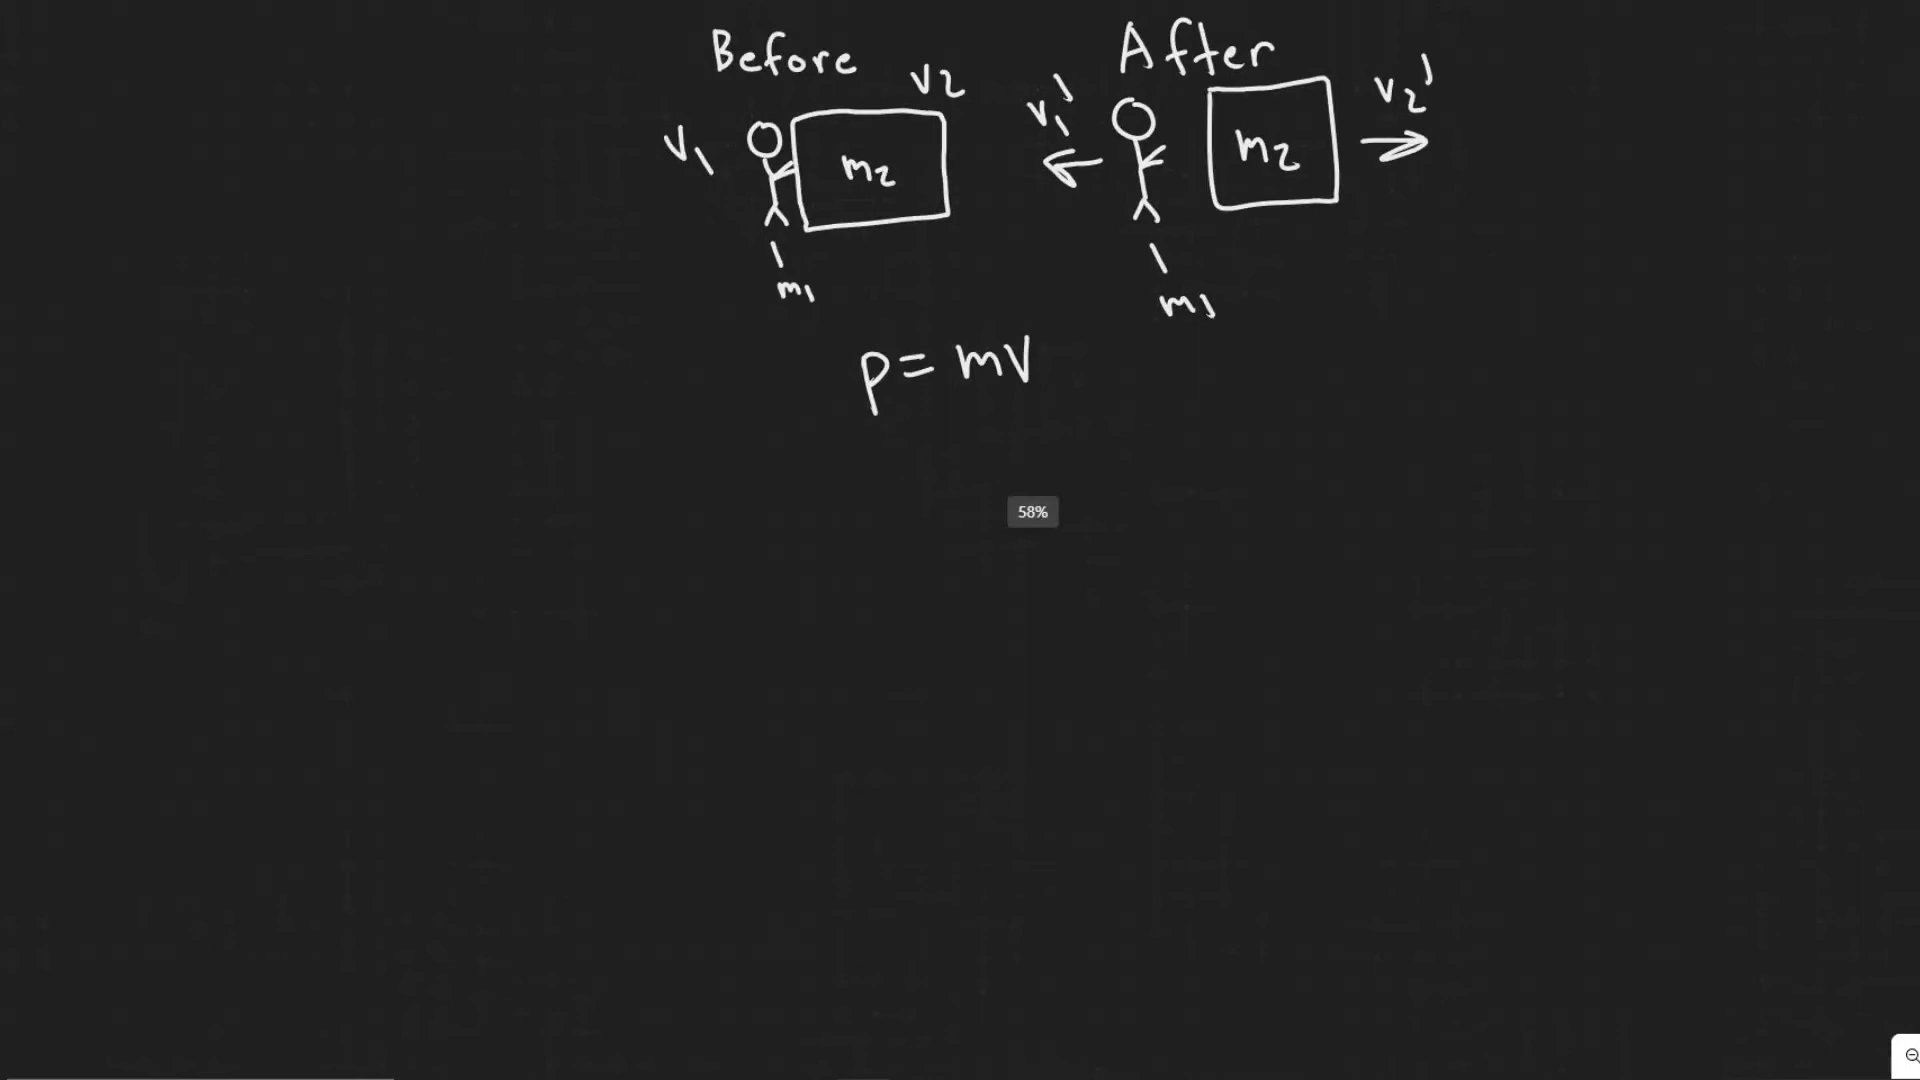 Before
After
v2
v1
m2
v1'
m2
v2'
m1
m1
p = mv
58%